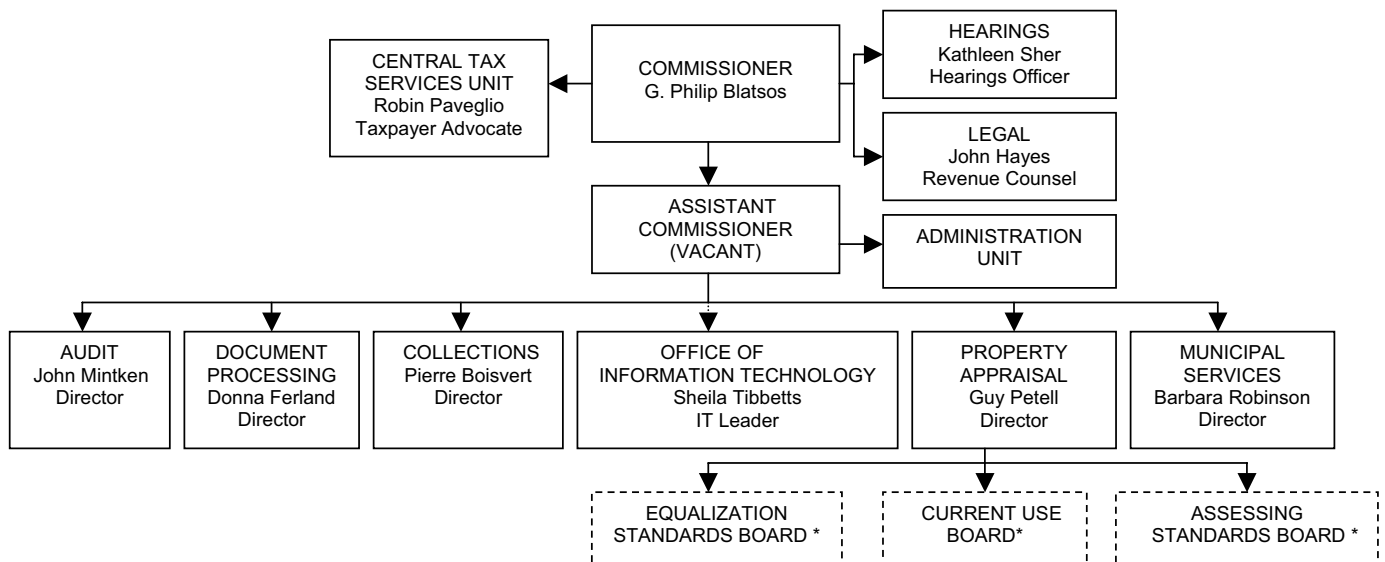 CENTRAL TAX
SERVICES UNIT
Robin Paveglio
Taxpayer Advocate
COMMISSIONER
G. Philip Blatsos
HEARINGS
Kathleen Sher
Hearings Officer
LEGAL
John Hayes
Revenue Counsel
ASSISTANT
COMMISSIONER
(VACANT)
ADMINISTRATION
UNIT
AUDIT
John Mintken
Director
DOCUMENT
PROCESSING
Donna Ferland
Director
COLLECTIONS
Pierre Boisvert
Director
OFFICE OF
INFORMATION TECHNOLOGY
Sheila Tibbetts
IT Leader
PROPERTY
APPRAISAL
Guy Petell
Director
MUNICIPAL
SERVICES
Barbara Robinson
Director
EQUALIZATION
STANDARDS BOARD *
CURRENT USE
BOARD*
ASSESSING
STANDARDS BOARD *